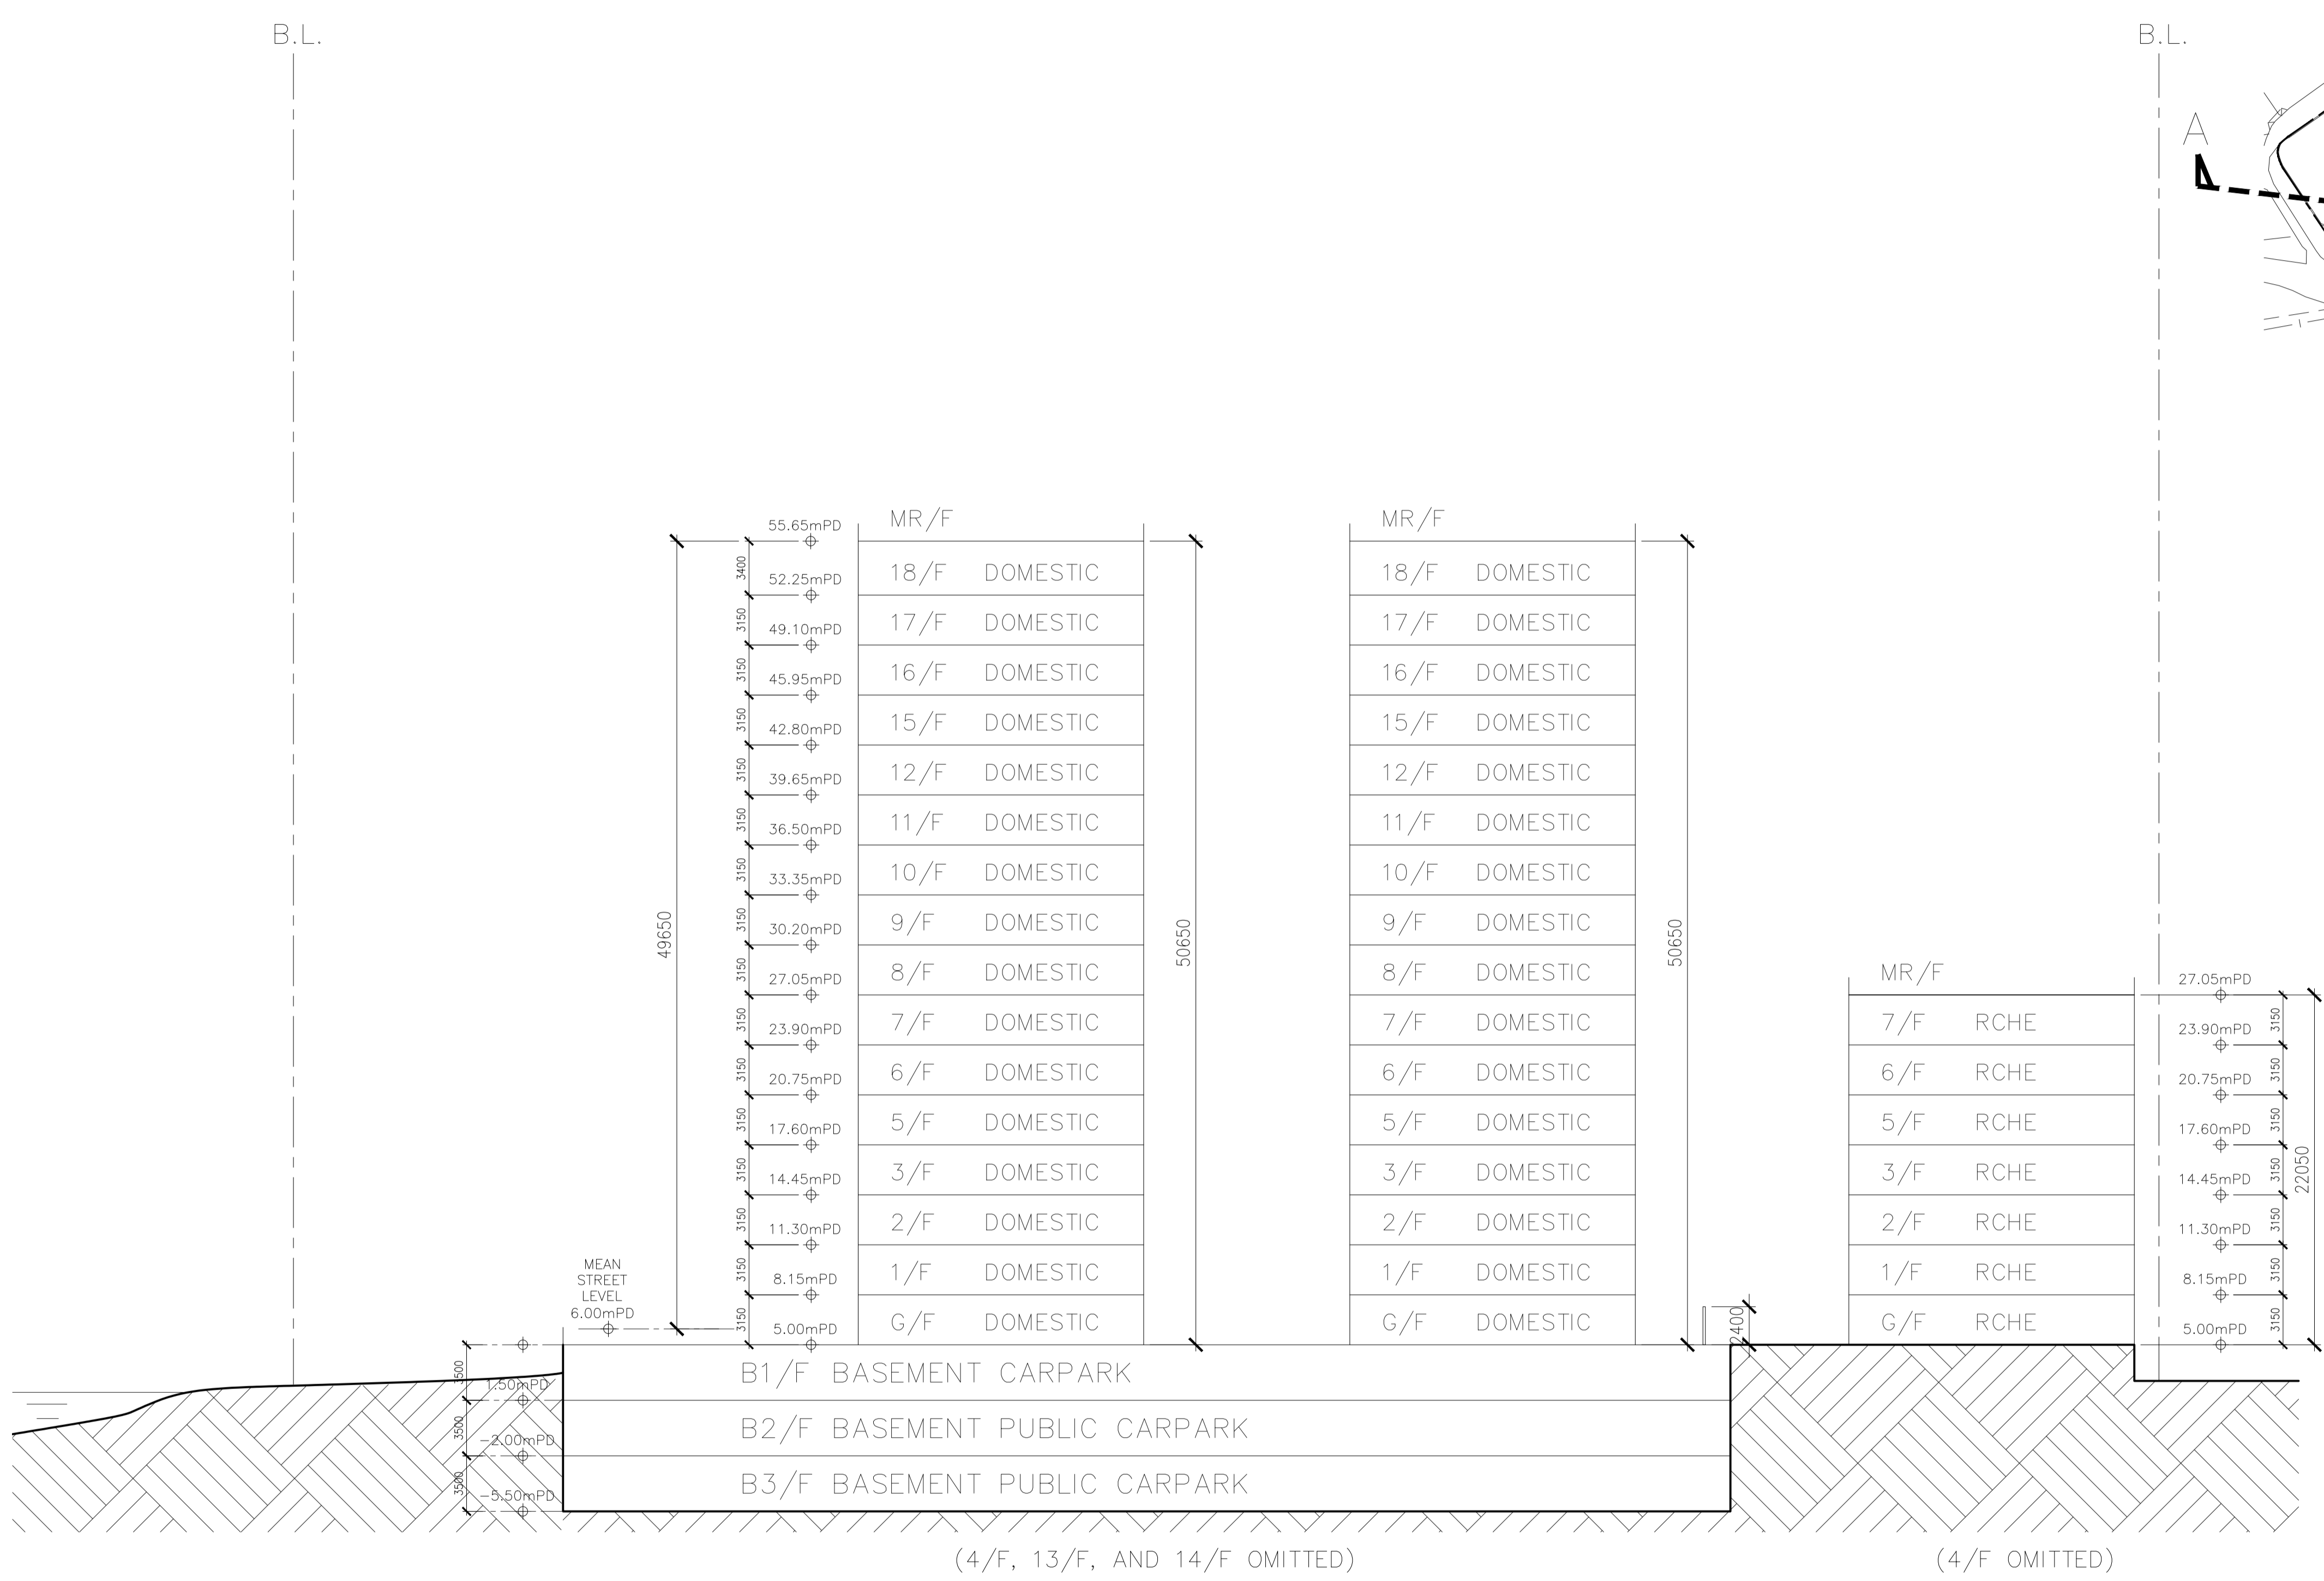 B.L.
B.L.
A
55.65mPD
MR/F
MR/F
3400
52.25mPD
18/F DOMESTIC
18/F DOMESTIC
3150
49.10mPD
17/F DOMESTIC
17/F DOMESTIC
3150
45.95mPD
16/F DOMESTIC
16/F DOMESTIC
3150
42.80mPD
15/F DOMESTIC
15/F DOMESTIC
3150
39.65mPD
12/F DOMESTIC
12/F DOMESTIC
3150
36.50mPD
11/F DOMESTIC
11/F DOMESTIC
3150
33.35mPD
10/F DOMESTIC
10/F DOMESTIC
49650
3150
30.20mPD
9/F DOMESTIC
50650
9/F DOMESTIC
50650
3150
27.05mPD
8/F DOMESTIC
8/F DOMESTIC
MR/F
27.05mPD
3150
23.90mPD
7/F DOMESTIC
7/F DOMESTIC
7/F RCHE
23.90mPD
3150
3150
20.75mPD
6/F DOMESTIC
6/F DOMESTIC
6/F RCHE
20.75mPD
3150
3150
17.60mPD
5/F DOMESTIC
5/F DOMESTIC
5/F RCHE
17.60mPD
3150
3150
14.45mPD
3/F DOMESTIC
3/F DOMESTIC
3/F RCHE
14.45mPD
3150
22050
3150
11.30mPD
2/F DOMESTIC
2/F DOMESTIC
2/F RCHE
11.30mPD
3150
MEAN
STREET
LEVEL
6.00mPD
3150
8.15mPD
1/F DOMESTIC
1/F DOMESTIC
1/F RCHE
8.15mPD
3150
3150
5.00mPD
G/F DOMESTIC
G/F DOMESTIC
2400
G/F RCHE
5.00mPD
3150
3500
1.50mPD
B1/F BASEMENT CARPARK
3500
-2.00mPD
B2/F BASEMENT PUBLIC CARPARK
3500
-5.50mPD
B3/F BASEMENT PUBLIC CARPARK
(4/F, 13/F, AND 14/F OMITTED)
(4/F OMITTED)